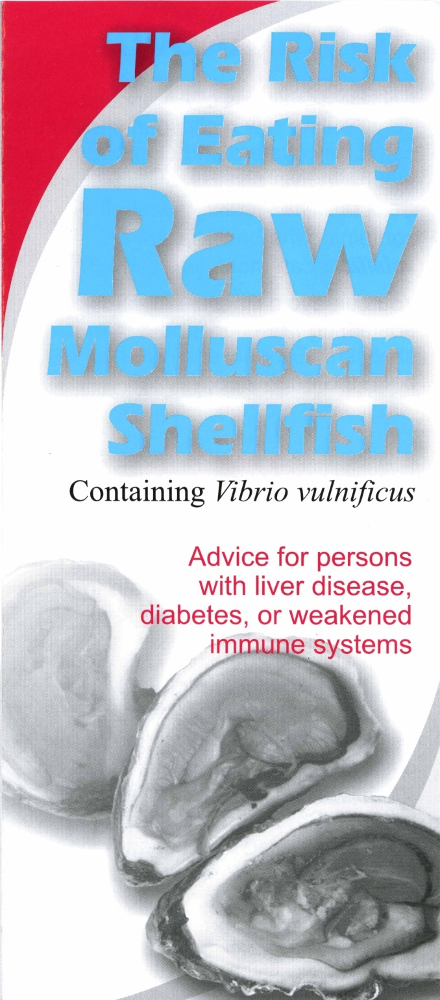 The Risk
of Eating
Raw
Molluscan
Shellfish
Containing Vibrio vulnificus
Advice for persons
with liver disease,
diabetes, or weakened
immune systems